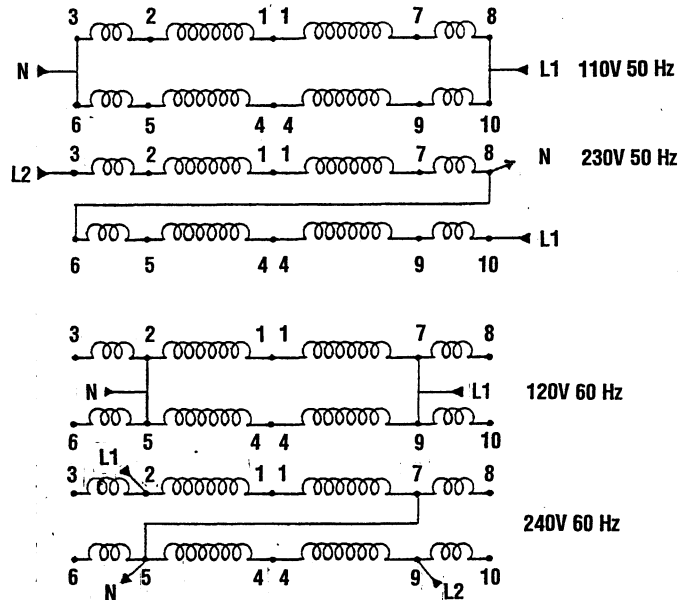 3 2 1 1 7 8
N L1 110V 50 Hz
6 5 4 4 9 10
3 2 1 1 7 8
L2 N 230V 50 Hz
L1
6 5 4 4 9 10
3 2 1 1 7 8
N L1 120V 60 Hz
6 5 4 4 9 10
L1
3 2 1 1 7 8
240V 60 Hz
6 5 4 4 9 10
N L2